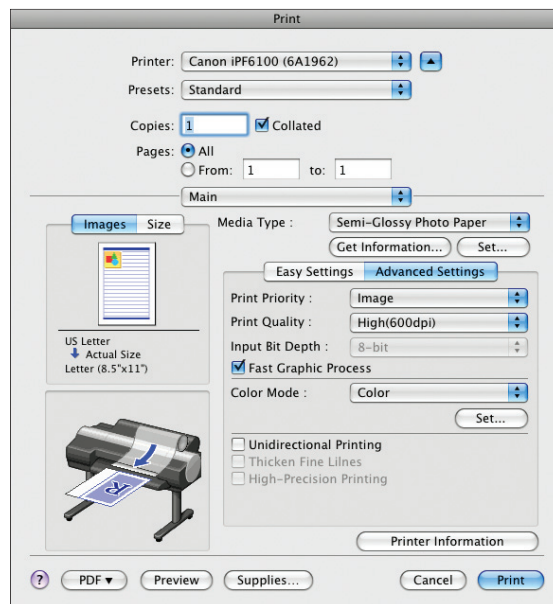 Print
Printer: Canon iPF6100 (6A1962)
Presets: Standard
Copies: 1 Collated
Pages: All
From: 1 to: 1
Main
Images Size
US Letter
Actual Size
Letter (8.5"x11")
Media Type : Semi-Glossy Photo Paper
Get Information... Set...
Easy Settings Advanced Settings
Print Priority : Image
Print Quality : High(600dpi)
Input Bit Depth : 8-bit
Fast Graphic Process
Color Mode : Color
Set...
Unidirectional Printing
Thicken Fine Lilnes
High-Precision Printing
R
Printer Information
? PDF▼ Preview Supplies... Cancel Print